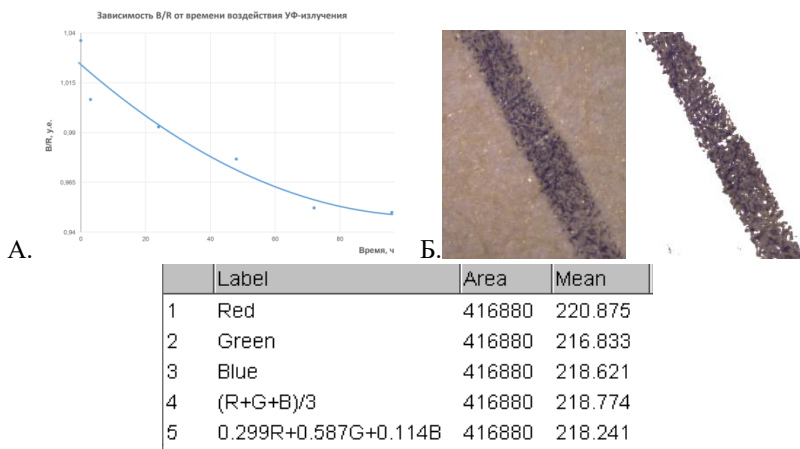 Зависимость B/R от времени воздействия УФ-излучения
1,04
1,015
0,99
0,965
0,94
B/R, у.е.
0 20 40 60 80
Время, ч
А.
Б.
Label Area Mean
1 Red 416880 220.875
2 Green 416880 216.833
3 Blue 416880 218.621
4 (R+G+B)/3 416880 218.774
5 0.299R+0.587G+0.114B 416880 218.241